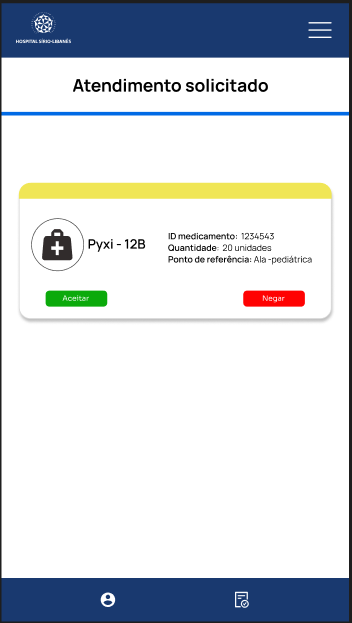 HOSPITAL SÍRIO-LIBANÊS
Atendimento solicitado
Pyxi - 12B
ID medicamento: 1234543
Quantidade: 20 unidades
Ponto de referência: Ala -pediátrica
Aceitar
Negar